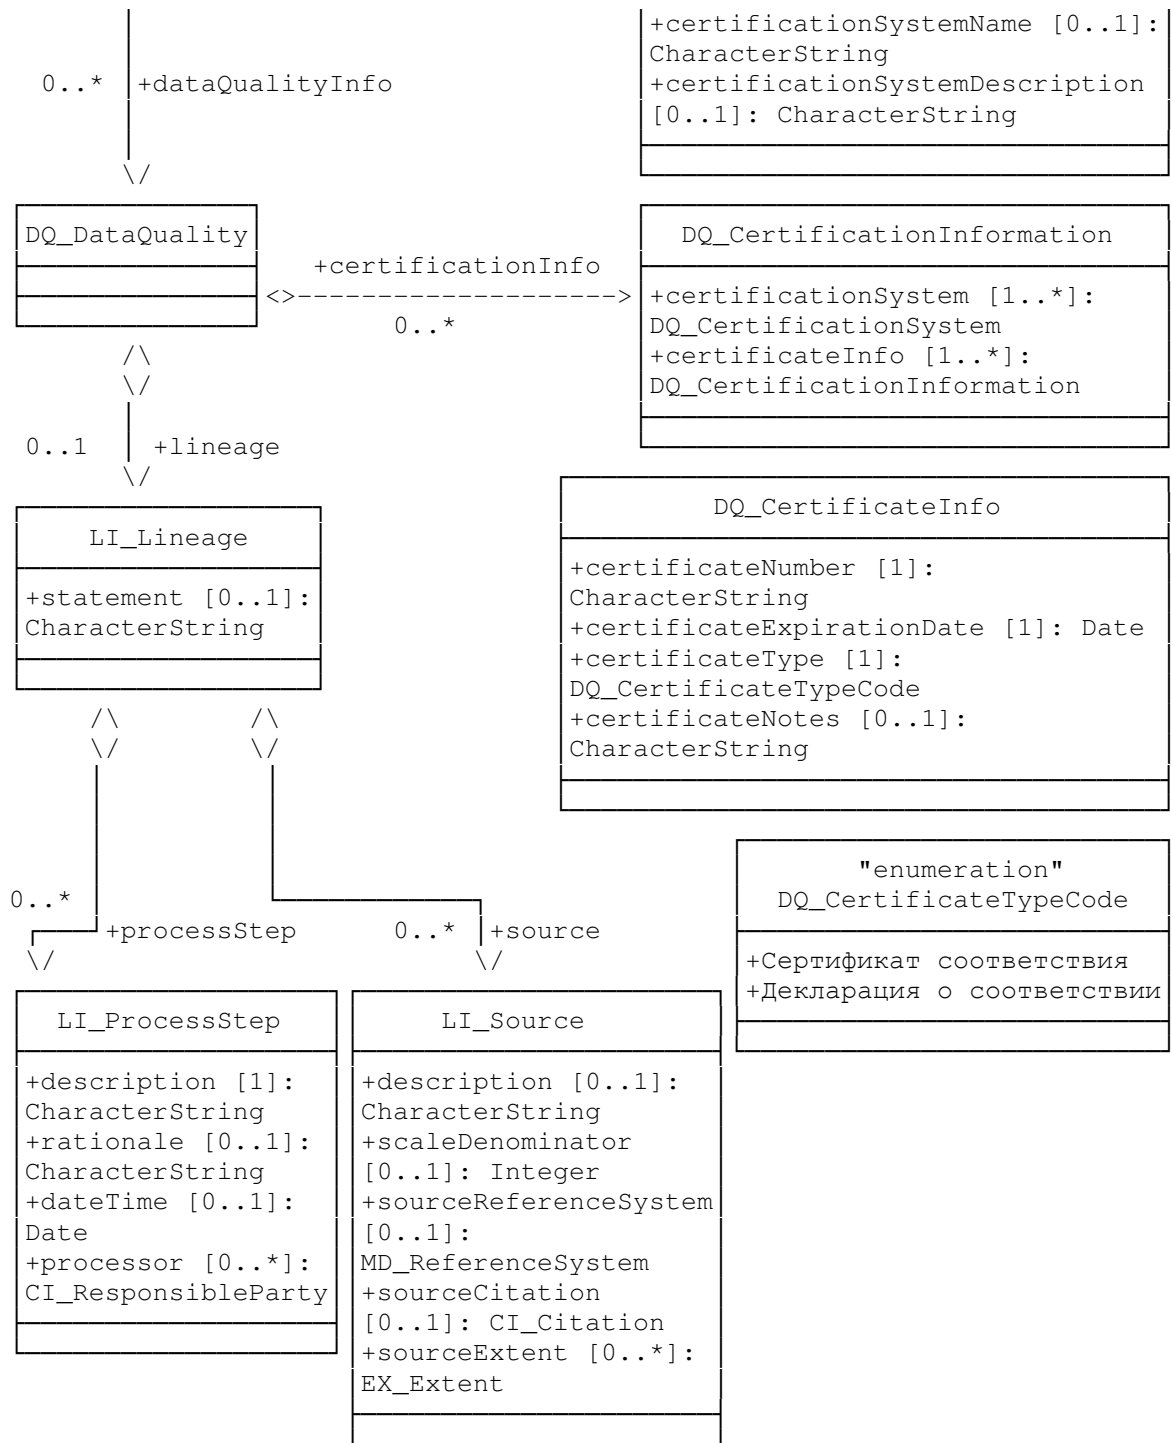 +certificationSystemName [0..1]:
CharacterString
+certificationSystemDescription
[0..1]: CharacterString
0..* +dataQualityInfo
DQ_DataQuality
+certificationInfo
0..*
DQ_CertificationInformation
+certificationSystem [1..*]:
DQ_CertificationSystem
+certificateInfo [1..*]:
DQ_CertificationInformation
0..1 +lineage
LI_Lineage
+statement [0..1]:
CharacterString
DQ_CertificateInfo
+certificateNumber [1]:
CharacterString
+certificateExpirationDate [1]: Date
+certificateType [1]:
DQ_CertificateTypeCode
+certificateNotes [0..1]:
CharacterString
0..*
+processStep
0..* +source
"enumeration"
DQ_CertificateTypeCode
+Сертификат соответствия
+Декларация о соответствии
LI_ProcessStep
+description [1]:
CharacterString
+rationale [0..1]:
CharacterString
+dateTime [0..1]:
Date
+processor [0..*]:
CI_ResponsibleParty
LI_Source
+description [0..1]:
CharacterString
+scaleDenominator
[0..1]: Integer
+sourceReferenceSystem
[0..1]:
MD_ReferenceSystem
+sourceCitation
[0..1]: CI_Citation
+sourceExtent [0..*]:
EX_Extent